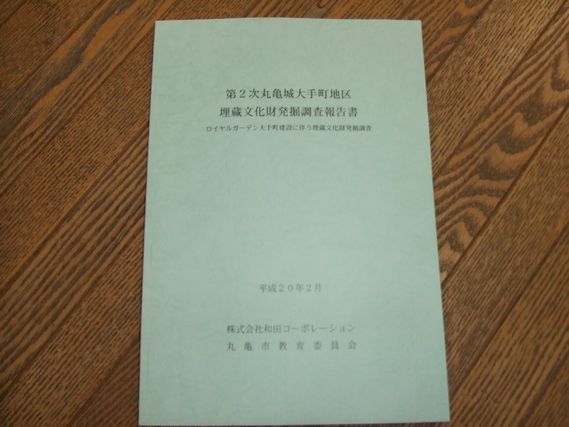 第２次丸亀城大手町地区
埋蔵文化財発掘調査報告書
ロイヤルガーデン大手町建設に伴う埋蔵文化財発掘調査
平成２０年２月
株式会社和田コーポレーション
丸亀市教育委員会